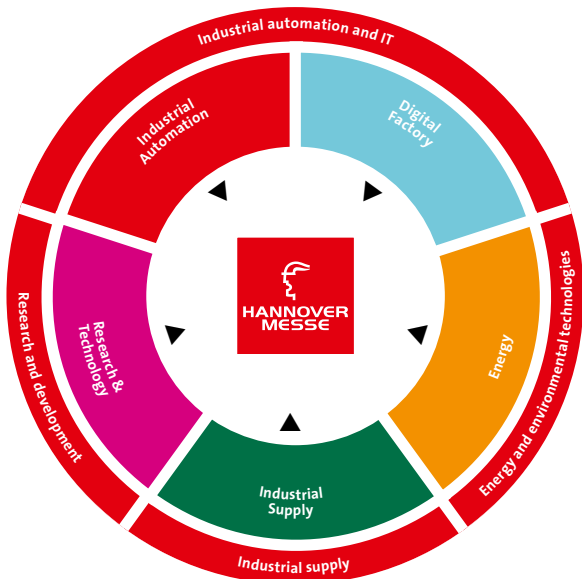 Industrial automation and IT
Industrial
Automation
Digital
Factory
HANNOVER
MESSE
Research &
Technology
Energy
Research and development
Energy and environmental technologies
Industrial
Supply
Industrial supply